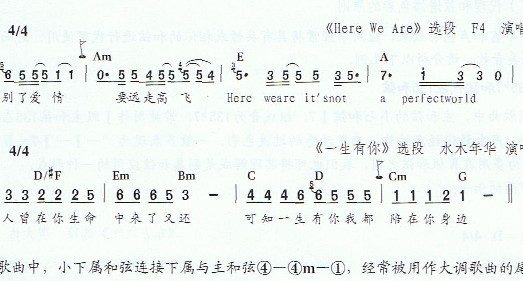 4/4 《Here We Are》选段 F4 演唱
Am E A
6 5 5 5 1 1 | 0· 5 5 5 5 5 | 5· 3 5 5 3 5 3 | 7· 1 3 3 0 |
别了爱情 要远走高飞 Here weare it'snot a perfectworld
4/4 《一生有你》选段 水木年华 演唱
D/♯F Em Bm C D Cm G
3 3 2 2 2 2 | 6 6 6 5 3 – | 4 4 4 6 5 5 5 5 | 1 1 1 2 1 –
人曾在你生命 中来了又还 可知一生有你我都 陪在你身边
歌曲中，小下属和弦连接下属与主和弦④—④m—①，经常被用作大调歌曲的尾